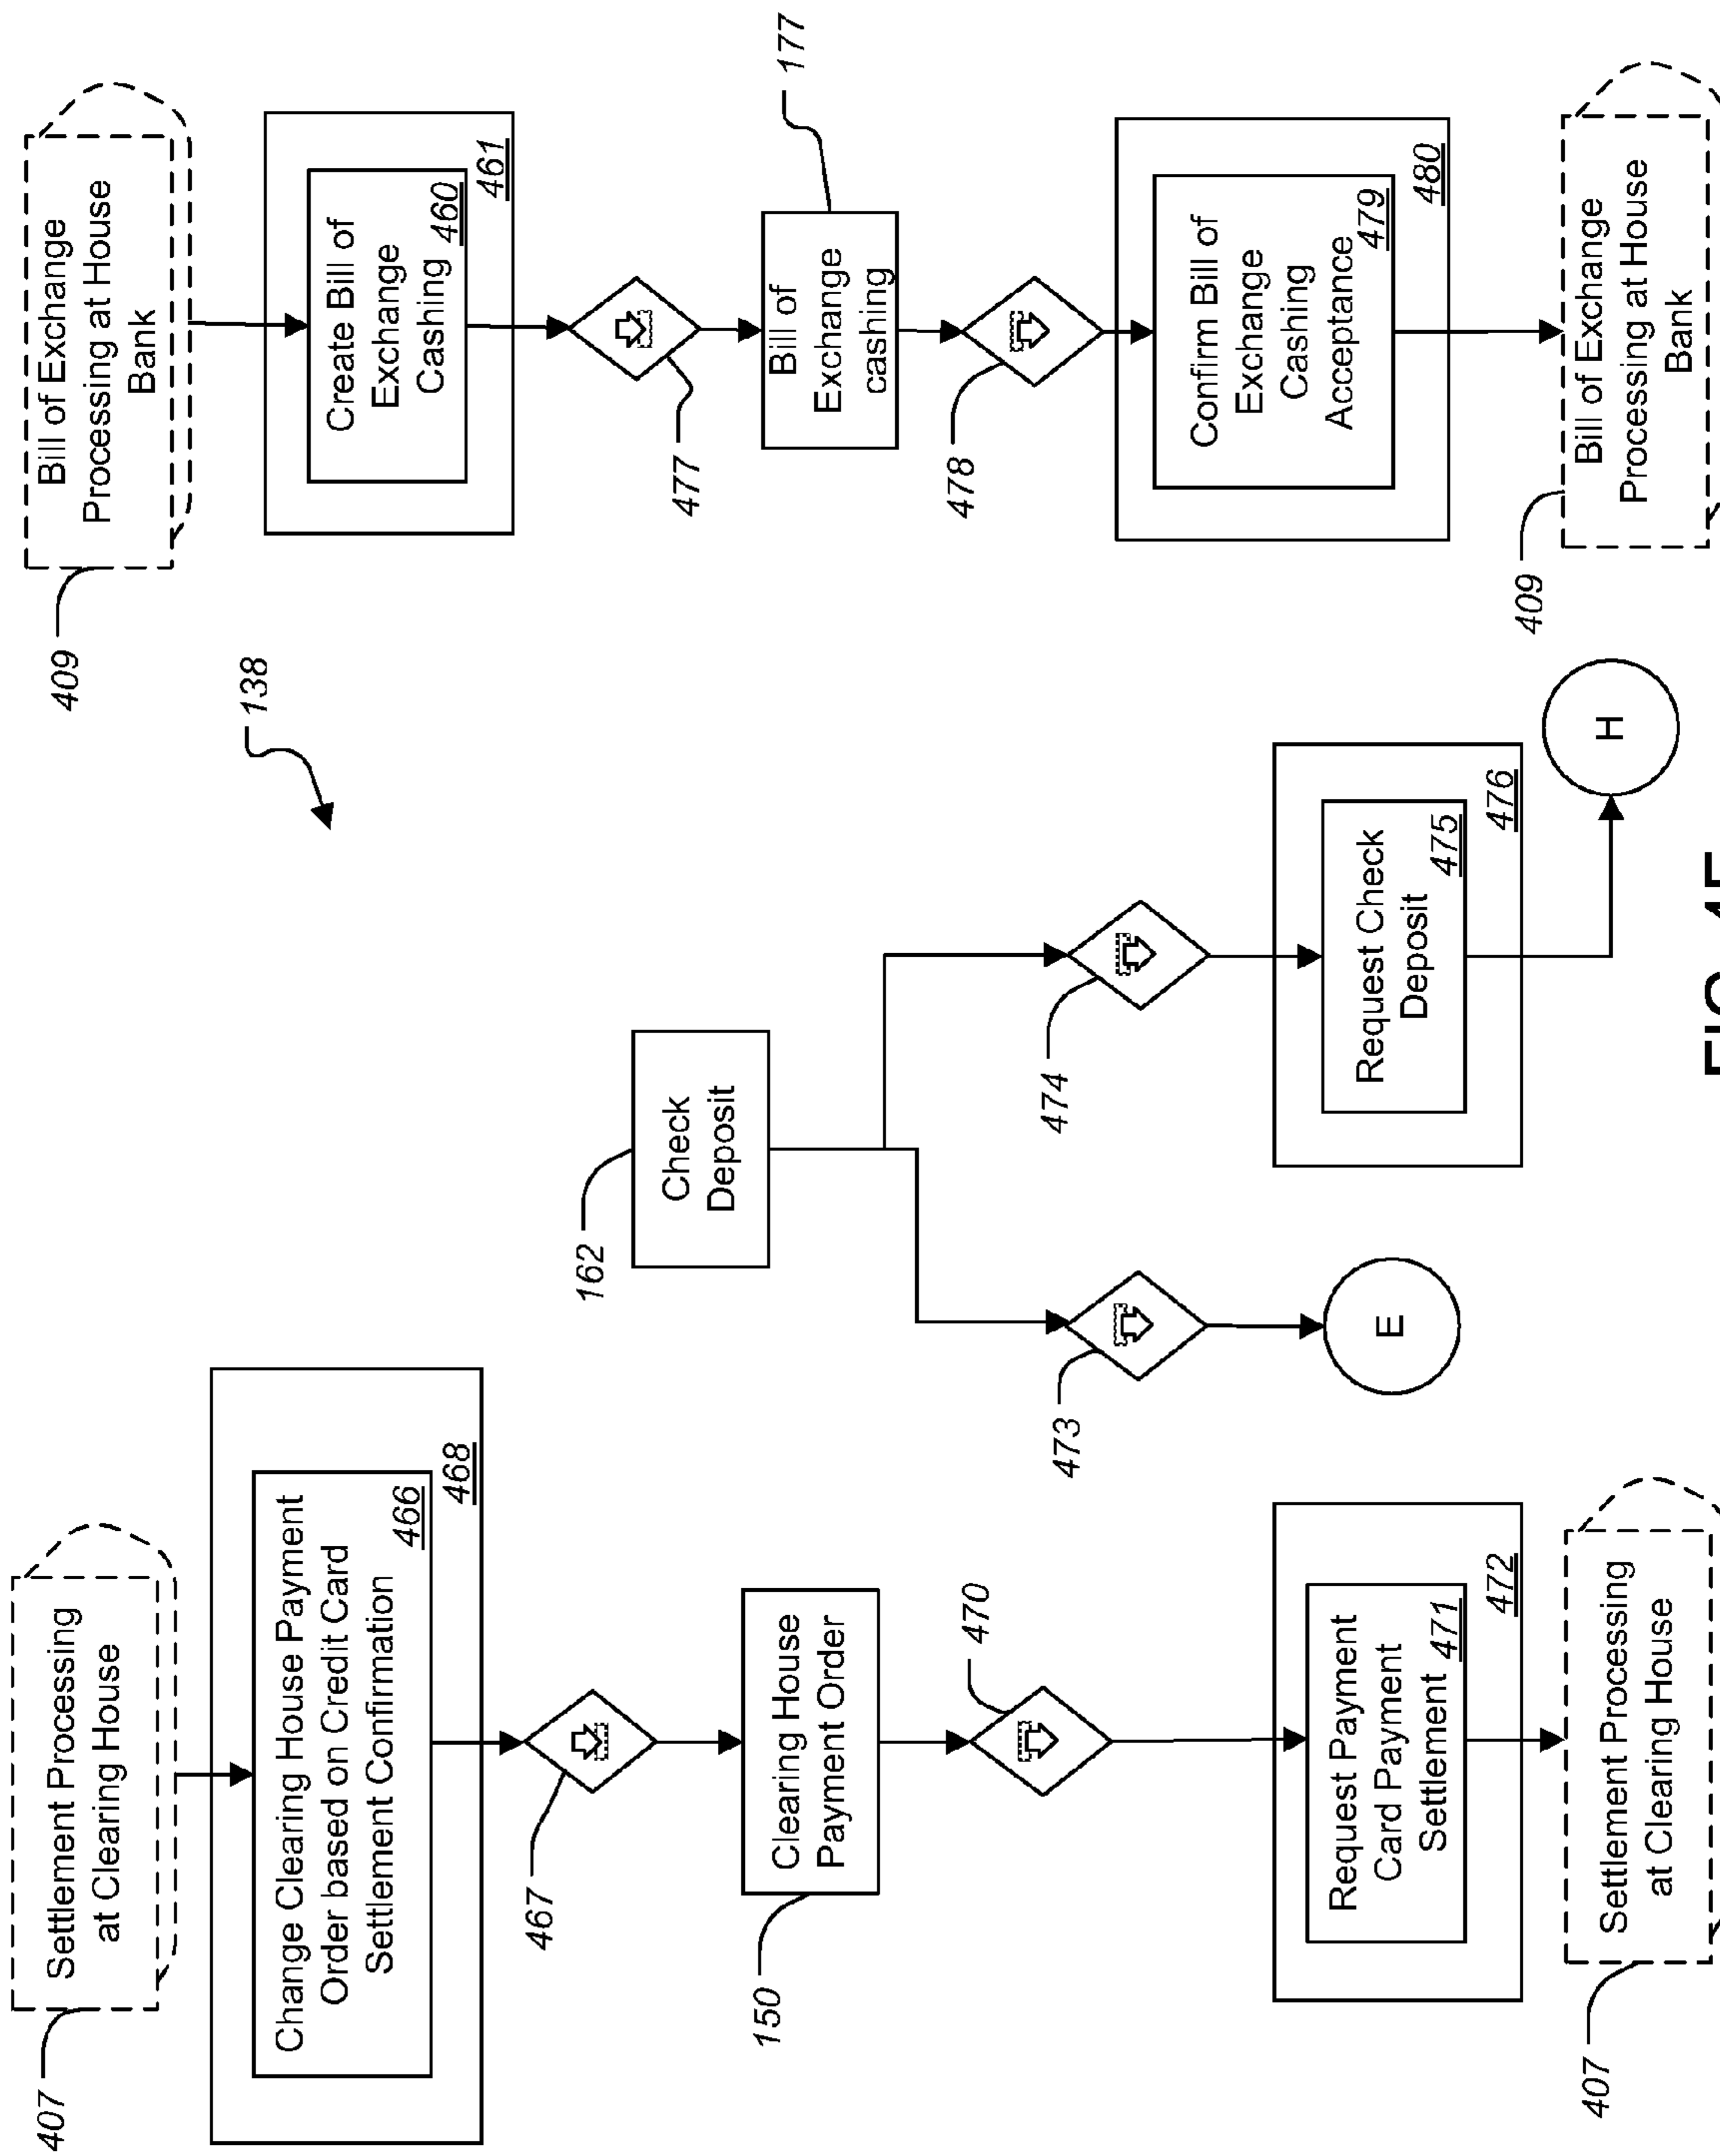 407
Settlement Processing
at Clearing House
Change Clearing House Payment
Order based on Credit Card
Settlement Confirmation
466
468
467
150
Clearing House
Payment Order
470
Request Payment
Card Payment
Settlement
471
472
407
Settlement Processing
at Clearing House
138
162
Check
Deposit
473
E
474
Request Check
Deposit
475
476
H
409
Bill of Exchange
Processing at House
Bank
Create Bill of
Exchange
Cashing
460
461
477
177
Bill of
Exchange
cashing
478
Confirm Bill of
Exchange
Cashing
Acceptance
479
480
409
Bill of Exchange
Processing at House
Bank